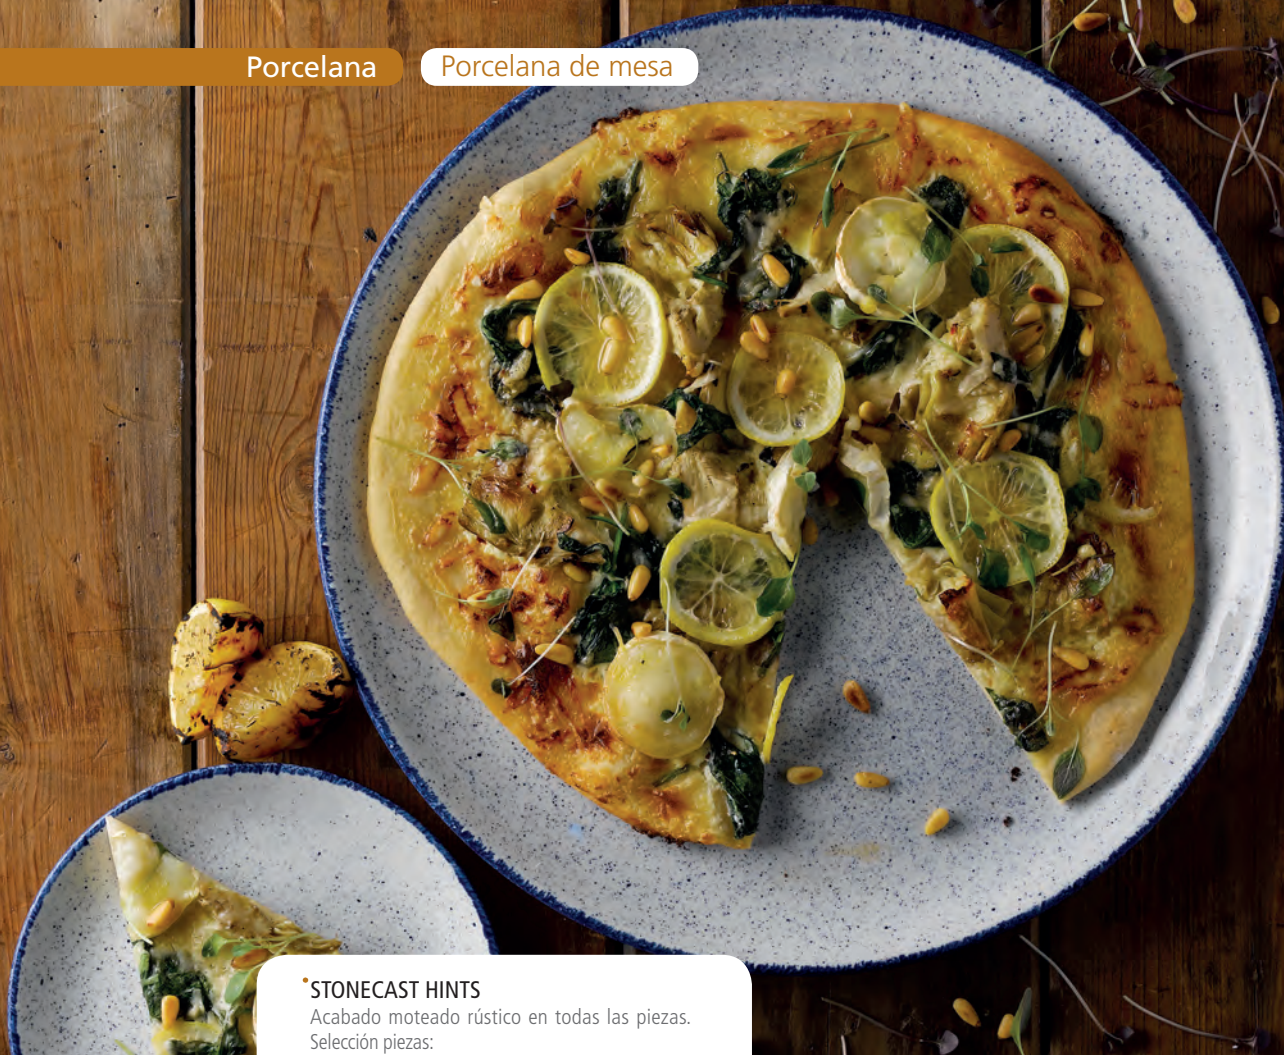 Porcelana
Porcelana de mesa
STONECAST HINTS
Acabado moteado rústico en todas las piezas.
Selección piezas: